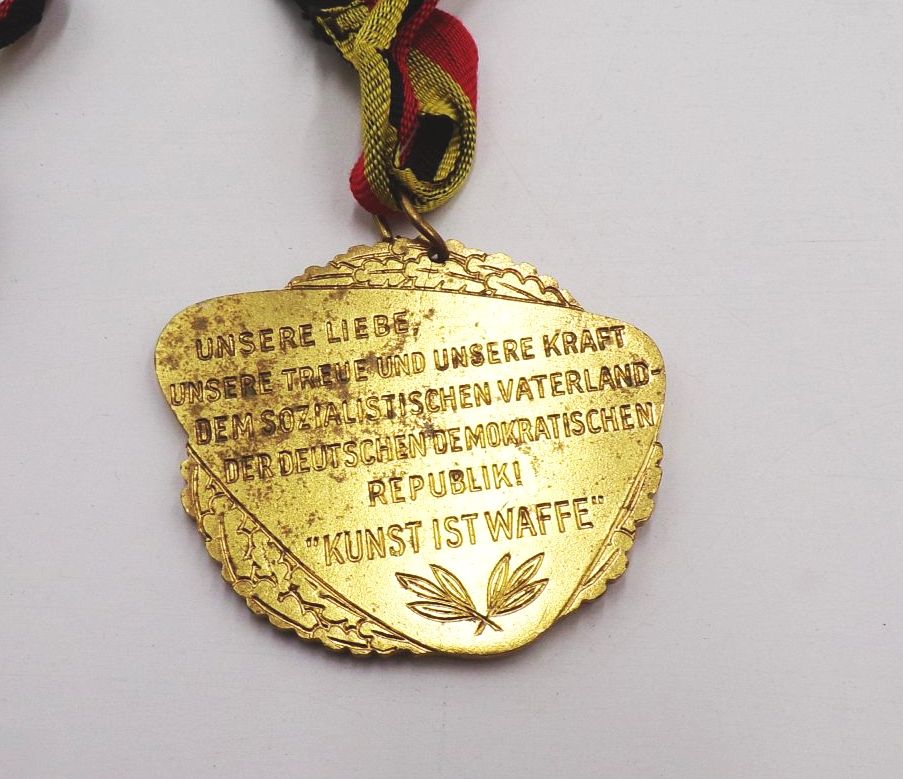 UNSERE LIEBE,
UNSERE TREUE UND UNSERE KRAFT
DEM SOZIALISTISCHEN VATERLAND-
DER DEUTSCHEN DEMOKRATISCHEN
REPUBLIK!
"KUNST IST WAFFE"